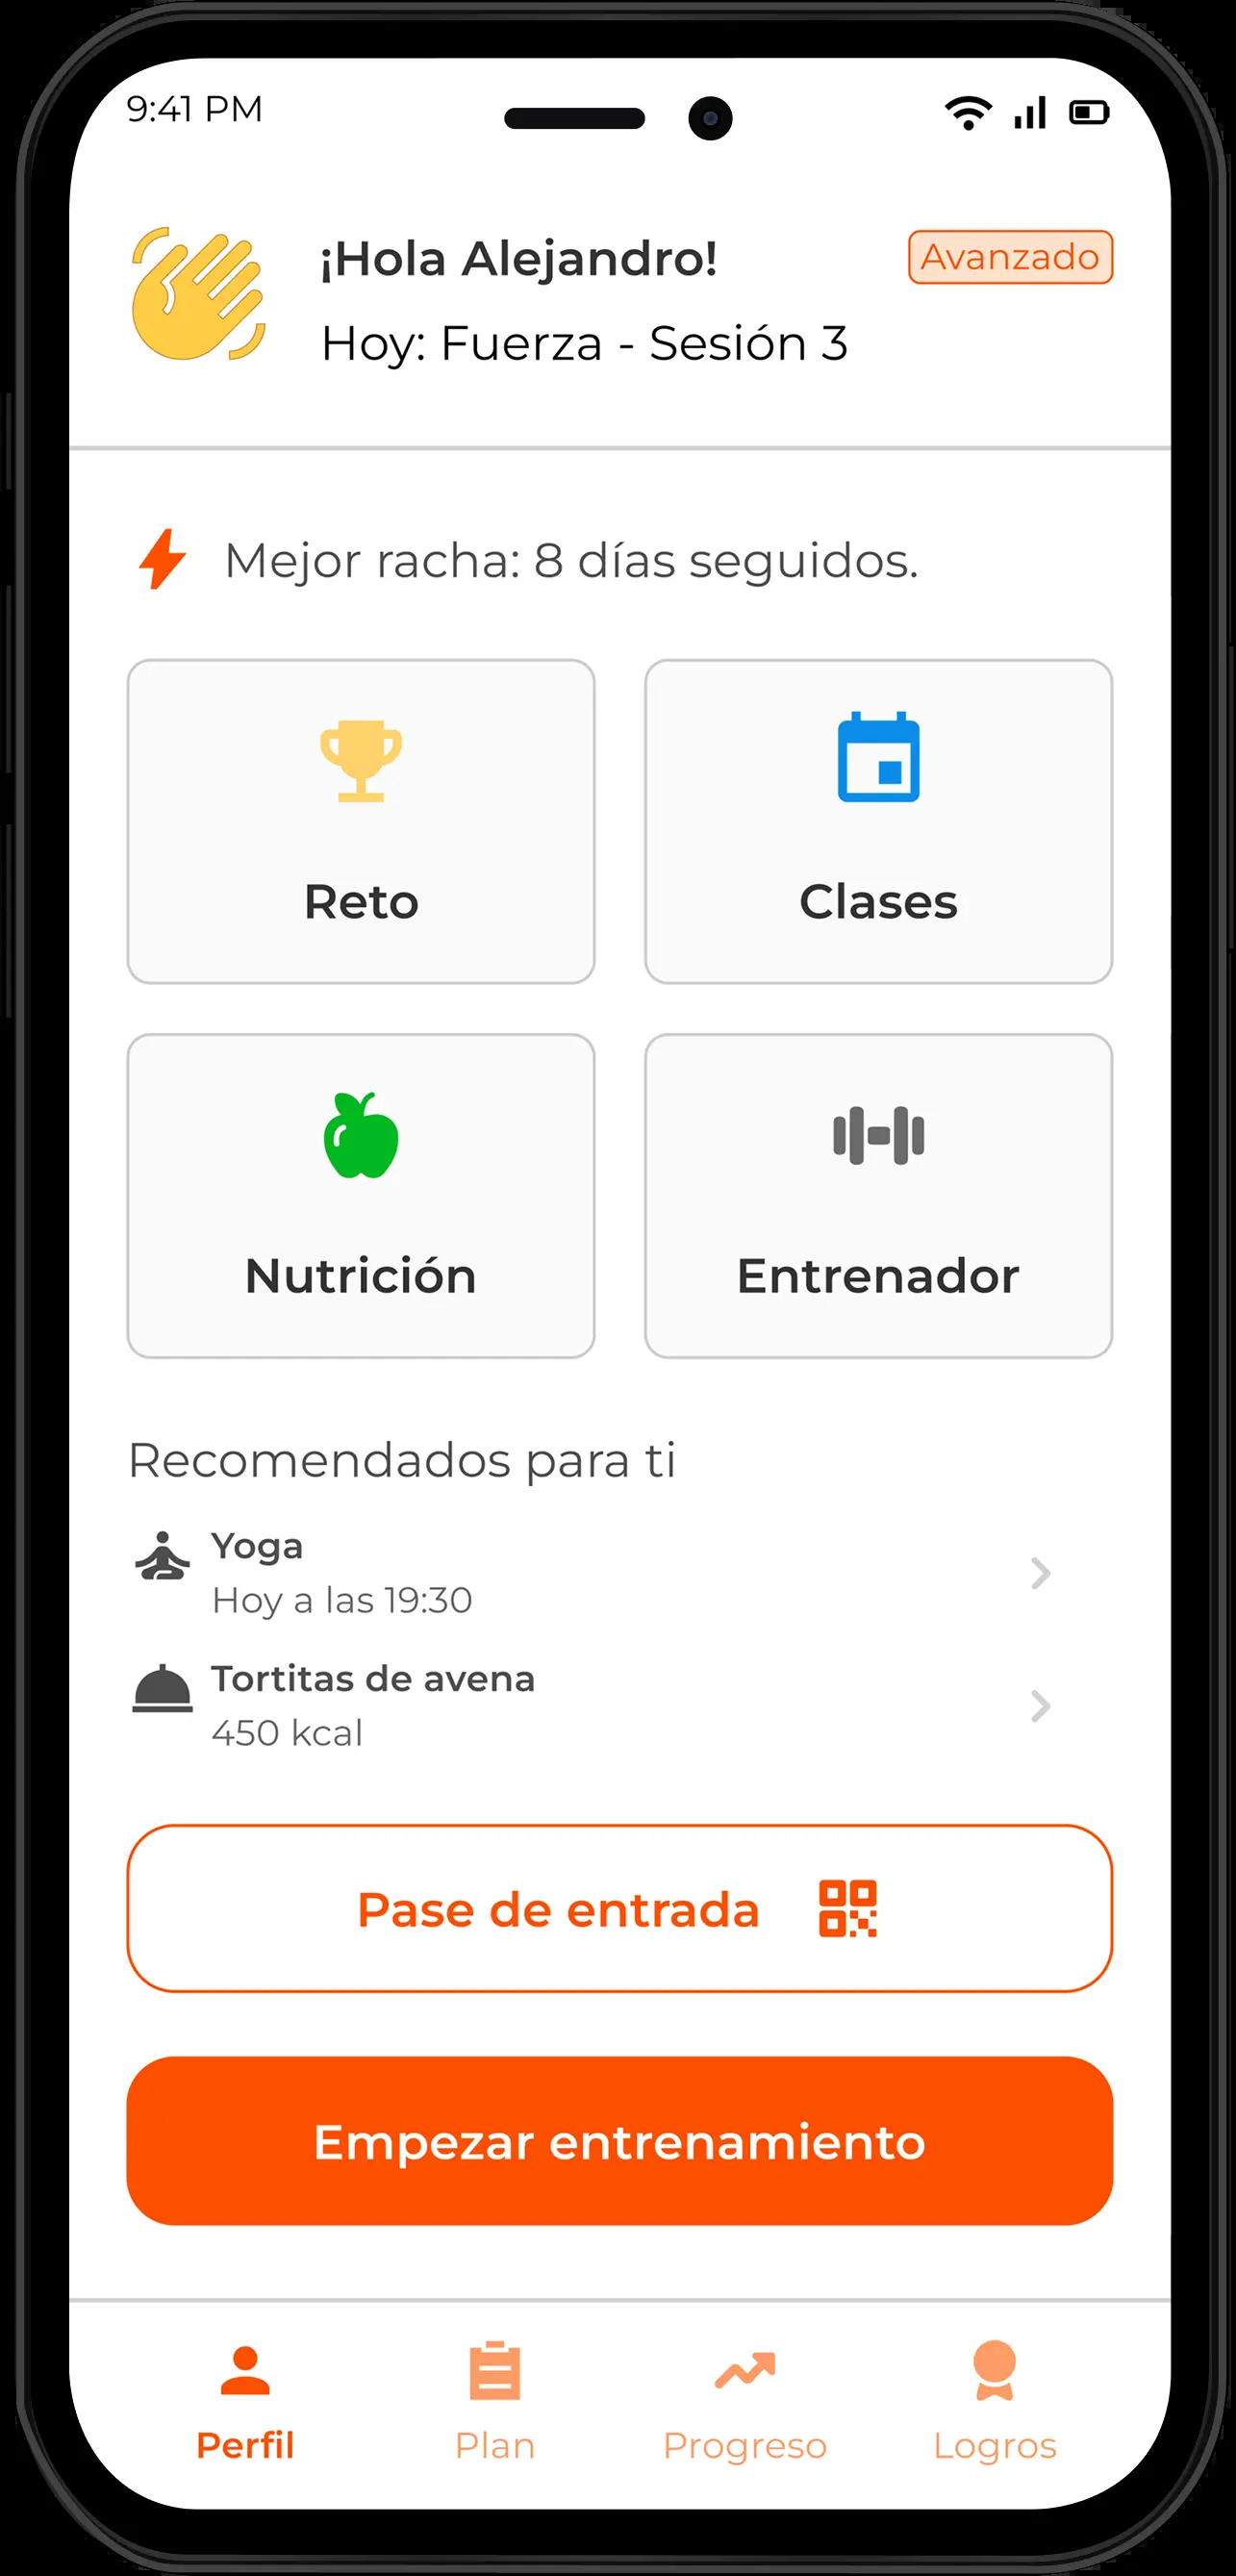 9:41 PM
¡Hola Alejandro!
Avanzado
Hoy: Fuerza - Sesión 3
Mejor racha: 8 días seguidos.
Reto
Clases
Nutrición
Entrenador
Recomendados para ti
Yoga
Hoy a las 19:30
Tortitas de avena
450 kcal
Pase de entrada
Empezar entrenamiento
Perfil
Plan
Progreso
Logros